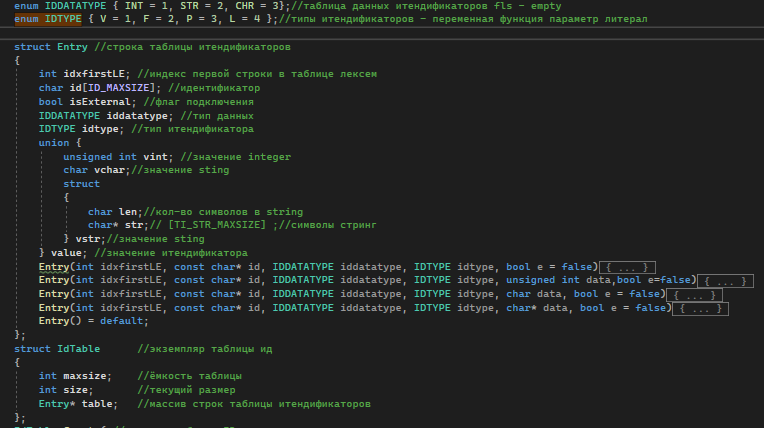 enum IDDATATYPE { INT = 1, STR = 2, CHR = 3};//таблица данных итендификаторов fls - empty
enum IDTYPE { V = 1, F = 2, P = 3, L = 4 };//типы итендификаторов - переменная функция параметр литерал
struct Entry //строка таблицы итендификаторов
{
int idxfirstLE; //индекс первой строки в таблице лексем
char id[ID_MAXSIZE]; //идентификатор
bool isExternal; //флаг подключения
IDDATATYPE iddatatype; //тип данных
IDTYPE idtype; //тип итендификатора
union {
unsigned int vint; //значение integer
char vchar;//значение sting
struct
{
char len;//кол-во символов в string
char* str;// [TI_STR_MAXSIZE] ;//символы стринг
} vstr;//значение sting
} value; //значение итендификатора
Entry(int idxfirstLE, const char* id, IDDATATYPE iddatatype, IDTYPE idtype, bool e = false){ ... }
Entry(int idxfirstLE, const char* id, IDDATATYPE iddatatype, IDTYPE idtype, unsigned int data,bool e=false){ ... }
Entry(int idxfirstLE, const char* id, IDDATATYPE iddatatype, IDTYPE idtype, char data, bool e = false){ ... }
Entry(int idxfirstLE, const char* id, IDDATATYPE iddatatype, IDTYPE idtype, char* data, bool e = false){ ... }
Entry() = default;
};
struct IdTable //экземпляр таблицы ид
{
int maxsize; //ёмкость таблицы
int size; //текущий размер
Entry* table; //массив строк таблицы итендификаторов
};